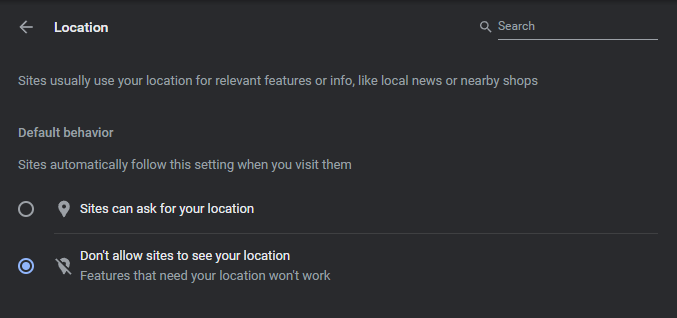 Location
Search
Sites usually use your location for relevant features or info, like local news or nearby shops
Default behavior
Sites automatically follow this setting when you visit them
Sites can ask for your location
Don't allow sites to see your location
Features that need your location won't work